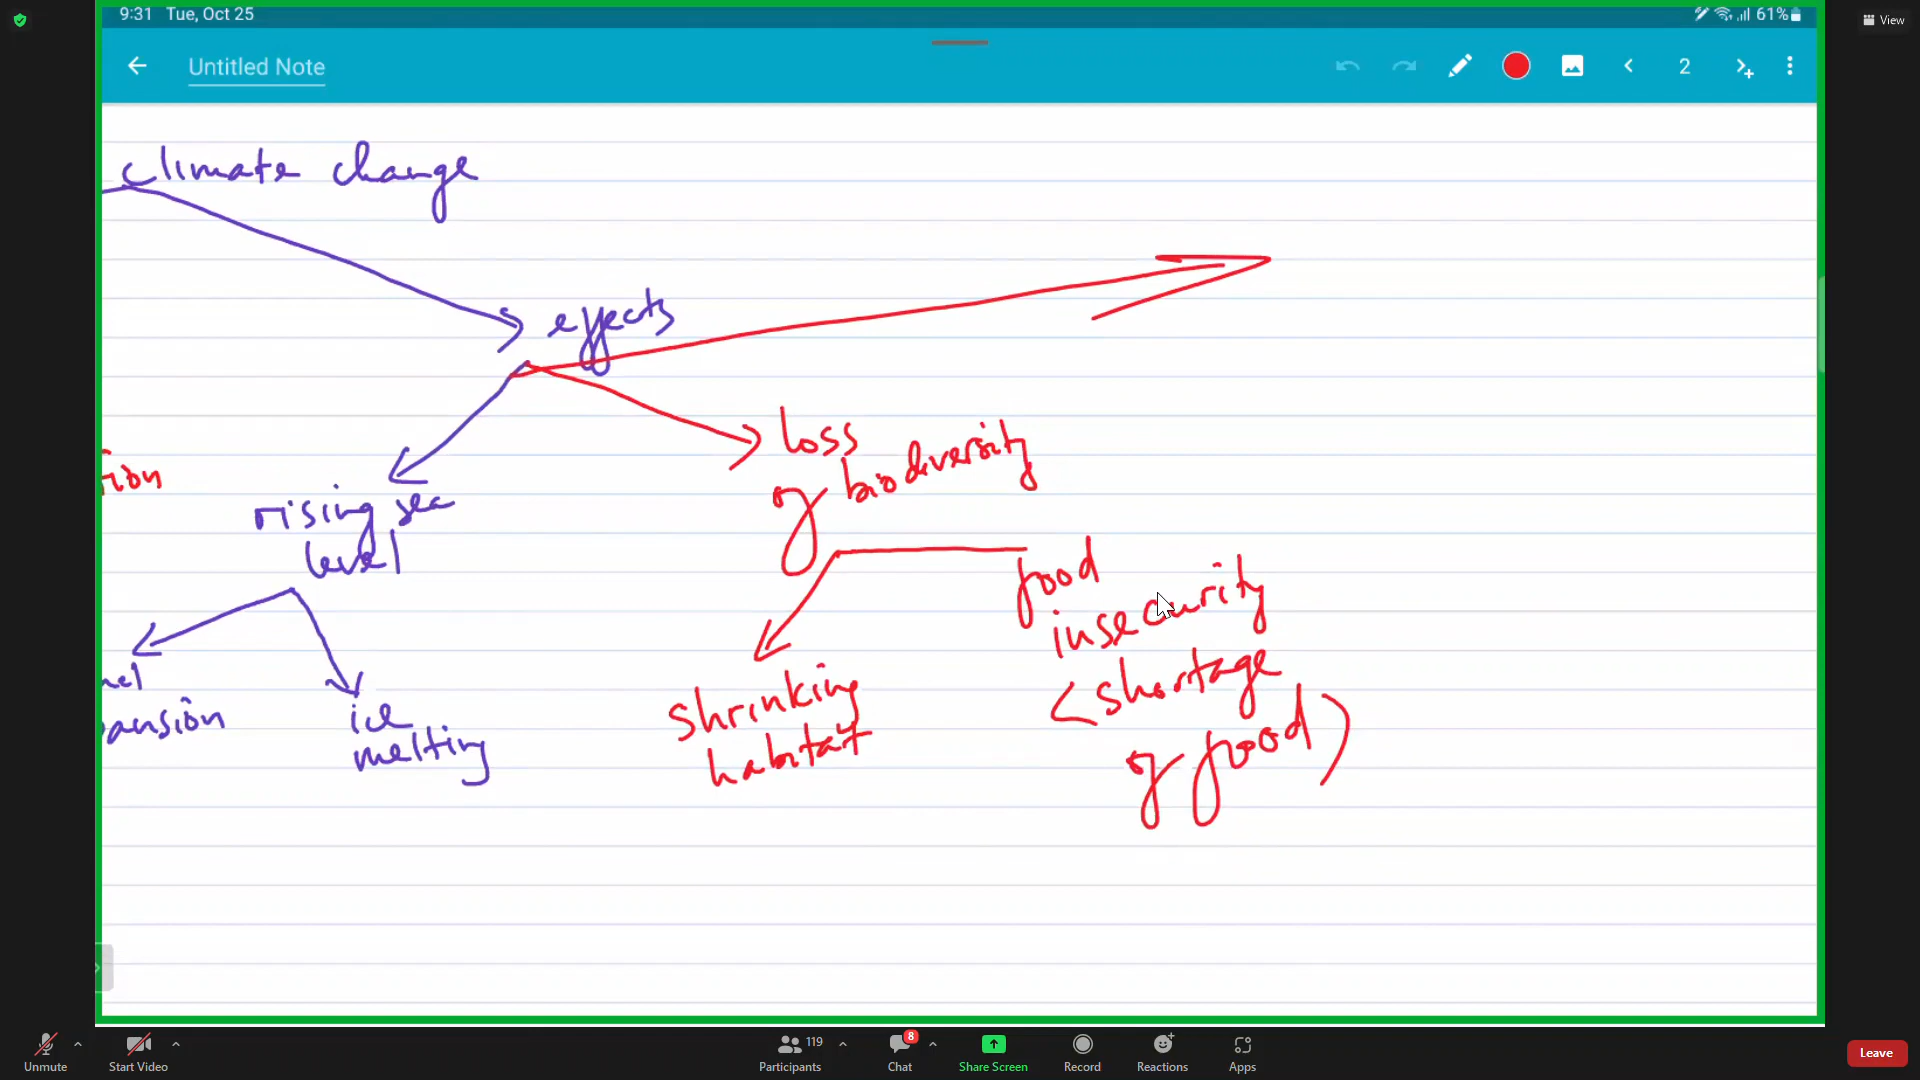 9:31 Tue, Oct 25
61%
View
Untitled Note
2
climate change
effects
loss
of biodiversity
rising sea
level
food
insecurity
(shortage
of food)
shrinking
habitat
ice
melting
Unmute
Start Video
119
Participants
8
Chat
Share Screen
Record
Reactions
Apps
Leave